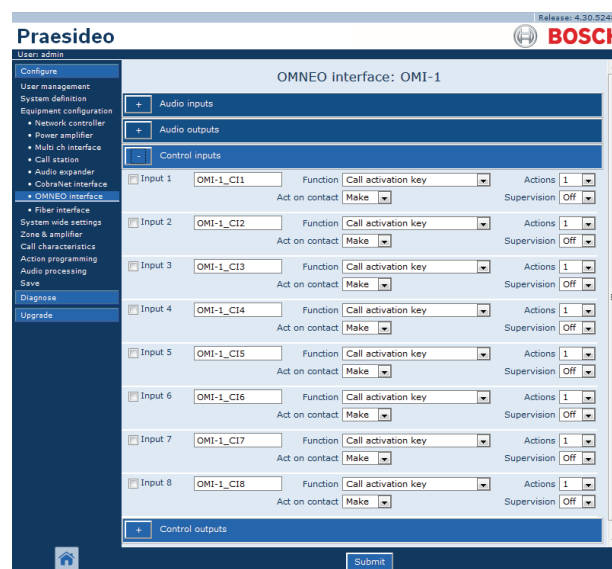 Release: 4.30.524
Praesideo
BOSCH
User: admin
Configure
User management
System definition
Equipment configuration
• Network controller
• Power amplifier
• Multi ch interface
• Call station
• Audio expander
• CobraNet interface
• OMNEO interface
• Fiber interface
System wide settings
Zone & amplifier
Call characteristics
Action programming
Audio processing
Save
Diagnose
Upgrade
OMNEO interface: OMI-1
+ Audio inputs
+ Audio outputs
- Control inputs
Input 1 OMI-1_CI1 Function Call activation key Actions 1
Act on contact Make Supervision Off
Input 2 OMI-1_CI2 Function Call activation key Actions 1
Act on contact Make Supervision Off
Input 3 OMI-1_CI3 Function Call activation key Actions 1
Act on contact Make Supervision Off
Input 4 OMI-1_CI4 Function Call activation key Actions 1
Act on contact Make Supervision Off
Input 5 OMI-1_CI5 Function Call activation key Actions 1
Act on contact Make Supervision Off
Input 6 OMI-1_CI6 Function Call activation key Actions 1
Act on contact Make Supervision Off
Input 7 OMI-1_CI7 Function Call activation key Actions 1
Act on contact Make Supervision Off
Input 8 OMI-1_CI8 Function Call activation key Actions 1
Act on contact Make Supervision Off
+ Control outputs
Submit